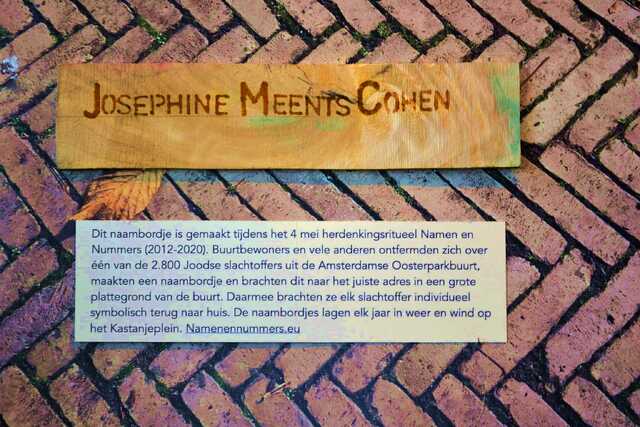 JOSEPHINE MEENTS COHEN
Dit naambordje is gemaakt tijdens het 4 mei herdenkingsritueel Namen en
Nummers (2012-2020). Buurtbewoners en vele anderen ontfermden zich over
één van de 2.800 Joodse slachtoffers uit de Amsterdamse Oosterparkbuurt,
maakten een naambordje en brachten dit naar het juiste adres in een grote
plattegrond van de buurt. Daarmee brachten ze elk slachtoffer individueel
symbolisch terug naar huis. De naambordjes lagen elk jaar in weer en wind op
het Kastanjeplein. Namenennummers.eu